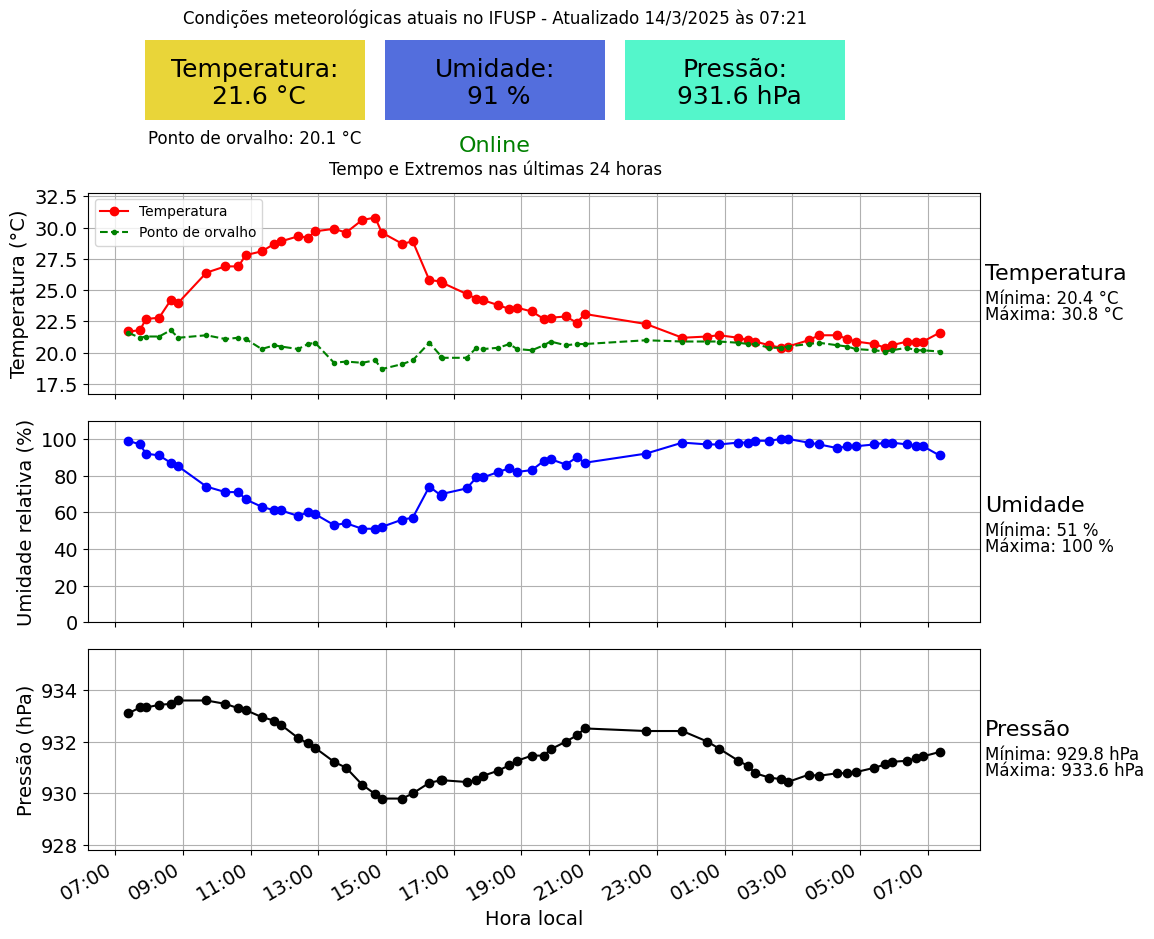 Condições meteorológicas atuais no IFUSP - Atualizado 14/3/2025 às 07:21
Temperatura:
21.6 °C
Umidade:
91 %
Pressão:
931.6 hPa
Ponto de orvalho: 20.1 °C
Online
Tempo e Extremos nas últimas 24 horas
Temperatura (°C)
32.5
30.0
27.5
25.0
22.5
20.0
17.5
Temperatura
Ponto de orvalho
Temperatura
Mínima: 20.4 °C
Máxima: 30.8 °C
Umidade relativa (%)
100
80
60
40
20
0
Umidade
Mínima: 51 %
Máxima: 100 %
Pressão (hPa)
934
932
930
928
Pressão
Mínima: 929.8 hPa
Máxima: 933.6 hPa
07:00
09:00
11:00
13:00
15:00
17:00
19:00
21:00
23:00
01:00
03:00
05:00
07:00
Hora local